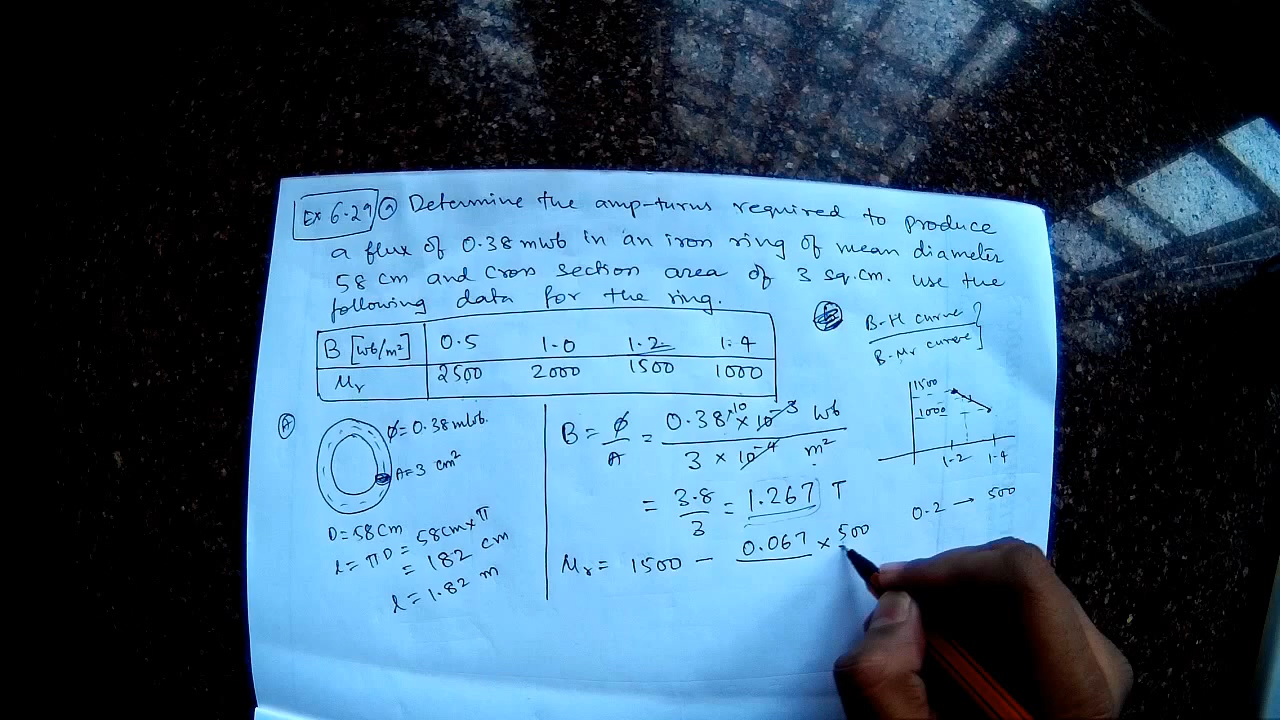 Ex 6.29 Q Determine the amp-turns required to produce
a flux of 0.38 mwb in an iron ring of mean diameter
58 cm and cross section area of 3 sq.cm. use the
following data for the ring.
B [wb/m²] 0.5 1.0 1.2 1.4
μr 2500 2000 1500 1000
B-H curve
B-μr curve
A
φ = 0.38 mwb.
A = 3 cm²
D = 58 cm
l = πD = 58cm × π
= 182 cm
l = 1.82 m
B = φ/A = 0.38 × 10 × 10⁻³ wb / 3 × 10⁻⁴ m²
= 3.8/3 = 1.267 T
μr = 1500 − 0.067 × 500
1500
1000
1.2 1.4
0.2 → 500